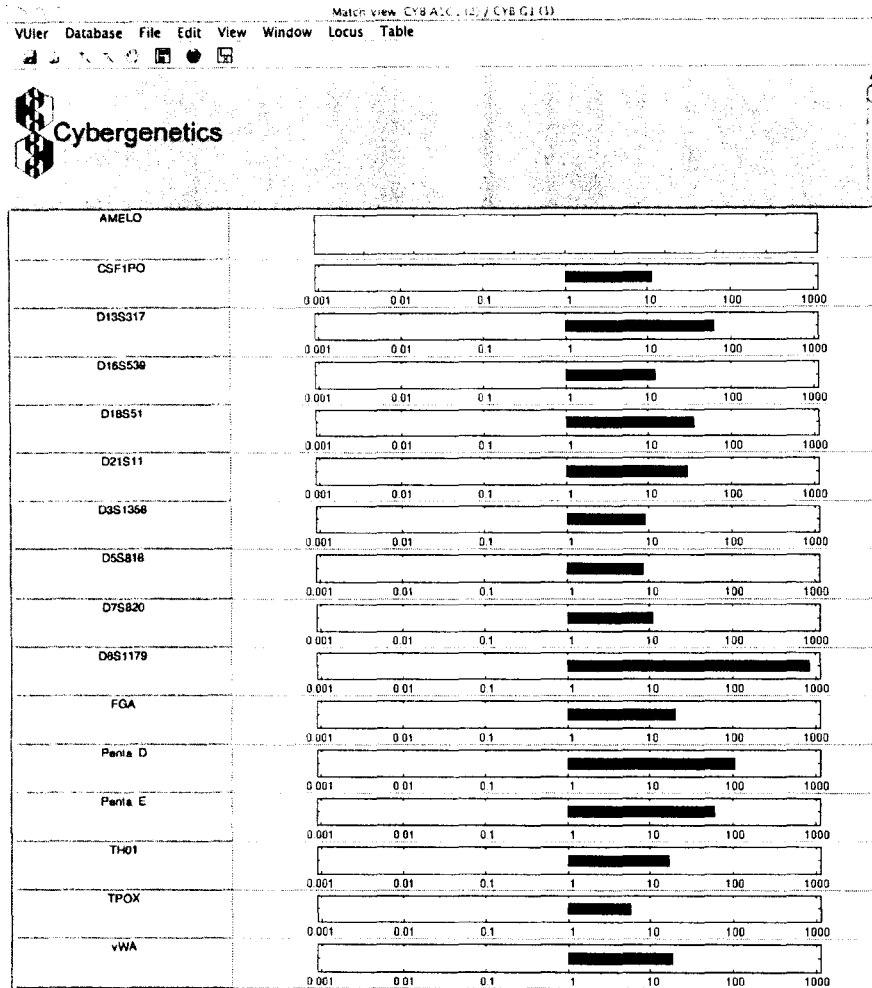 Match view CYB A1C1 (2) / CYB G1 (1)
VUler Database File Edit View Window Locus Table
Cybergenetics
AMELO
CSF1PO
0.001 0.01 0.1 1 10 100 1000
D13S317
0.001 0.01 0.1 1 10 100 1000
D16S539
0.001 0.01 0.1 1 10 100 1000
D18S51
0.001 0.01 0.1 1 10 100 1000
D21S11
0.001 0.01 0.1 1 10 100 1000
D3S1358
0.001 0.01 0.1 1 10 100 1000
D5S818
0.001 0.01 0.1 1 10 100 1000
D7S820
0.001 0.01 0.1 1 10 100 1000
D8S1179
0.001 0.01 0.1 1 10 100 1000
FGA
0.001 0.01 0.1 1 10 100 1000
Penta D
0.001 0.01 0.1 1 10 100 1000
Penta E
0.001 0.01 0.1 1 10 100 1000
TH01
0.001 0.01 0.1 1 10 100 1000
TPOX
0.001 0.01 0.1 1 10 100 1000
vWA
0.001 0.01 0.1 1 10 100 1000